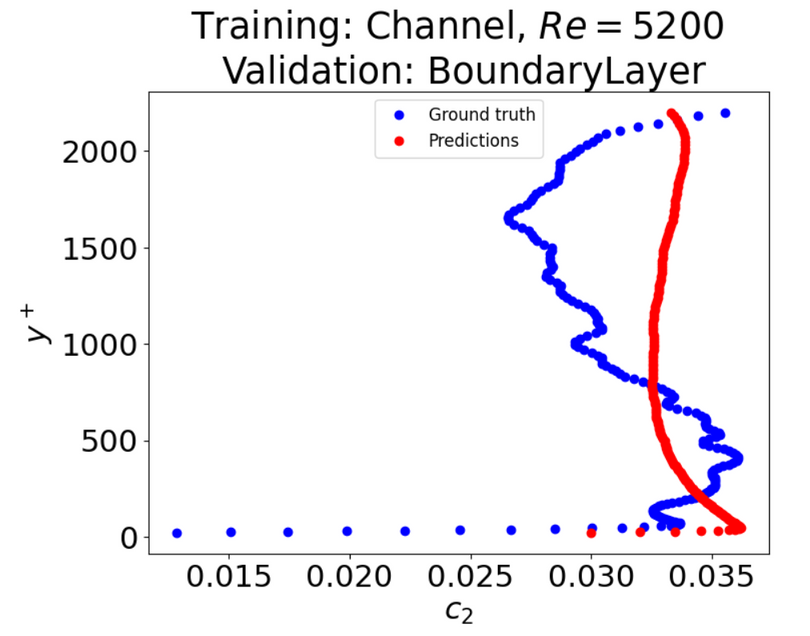 Training: Channel, Re = 5200
Validation: BoundaryLayer
Ground truth
Predictions
2000
1500
1000
500
0
y⁺
0.015 0.020 0.025 0.030 0.035
c₂